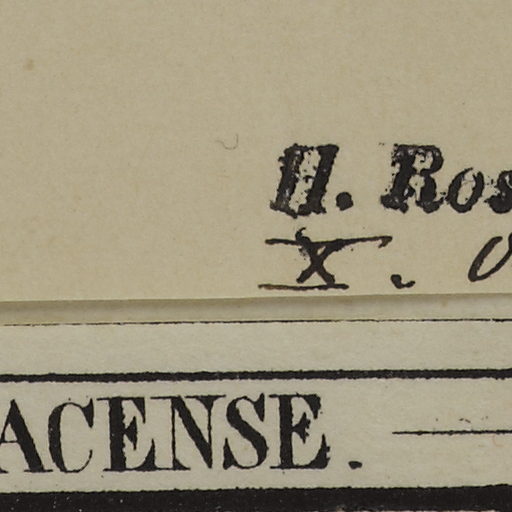 H. Ros
X.
ACENSE.